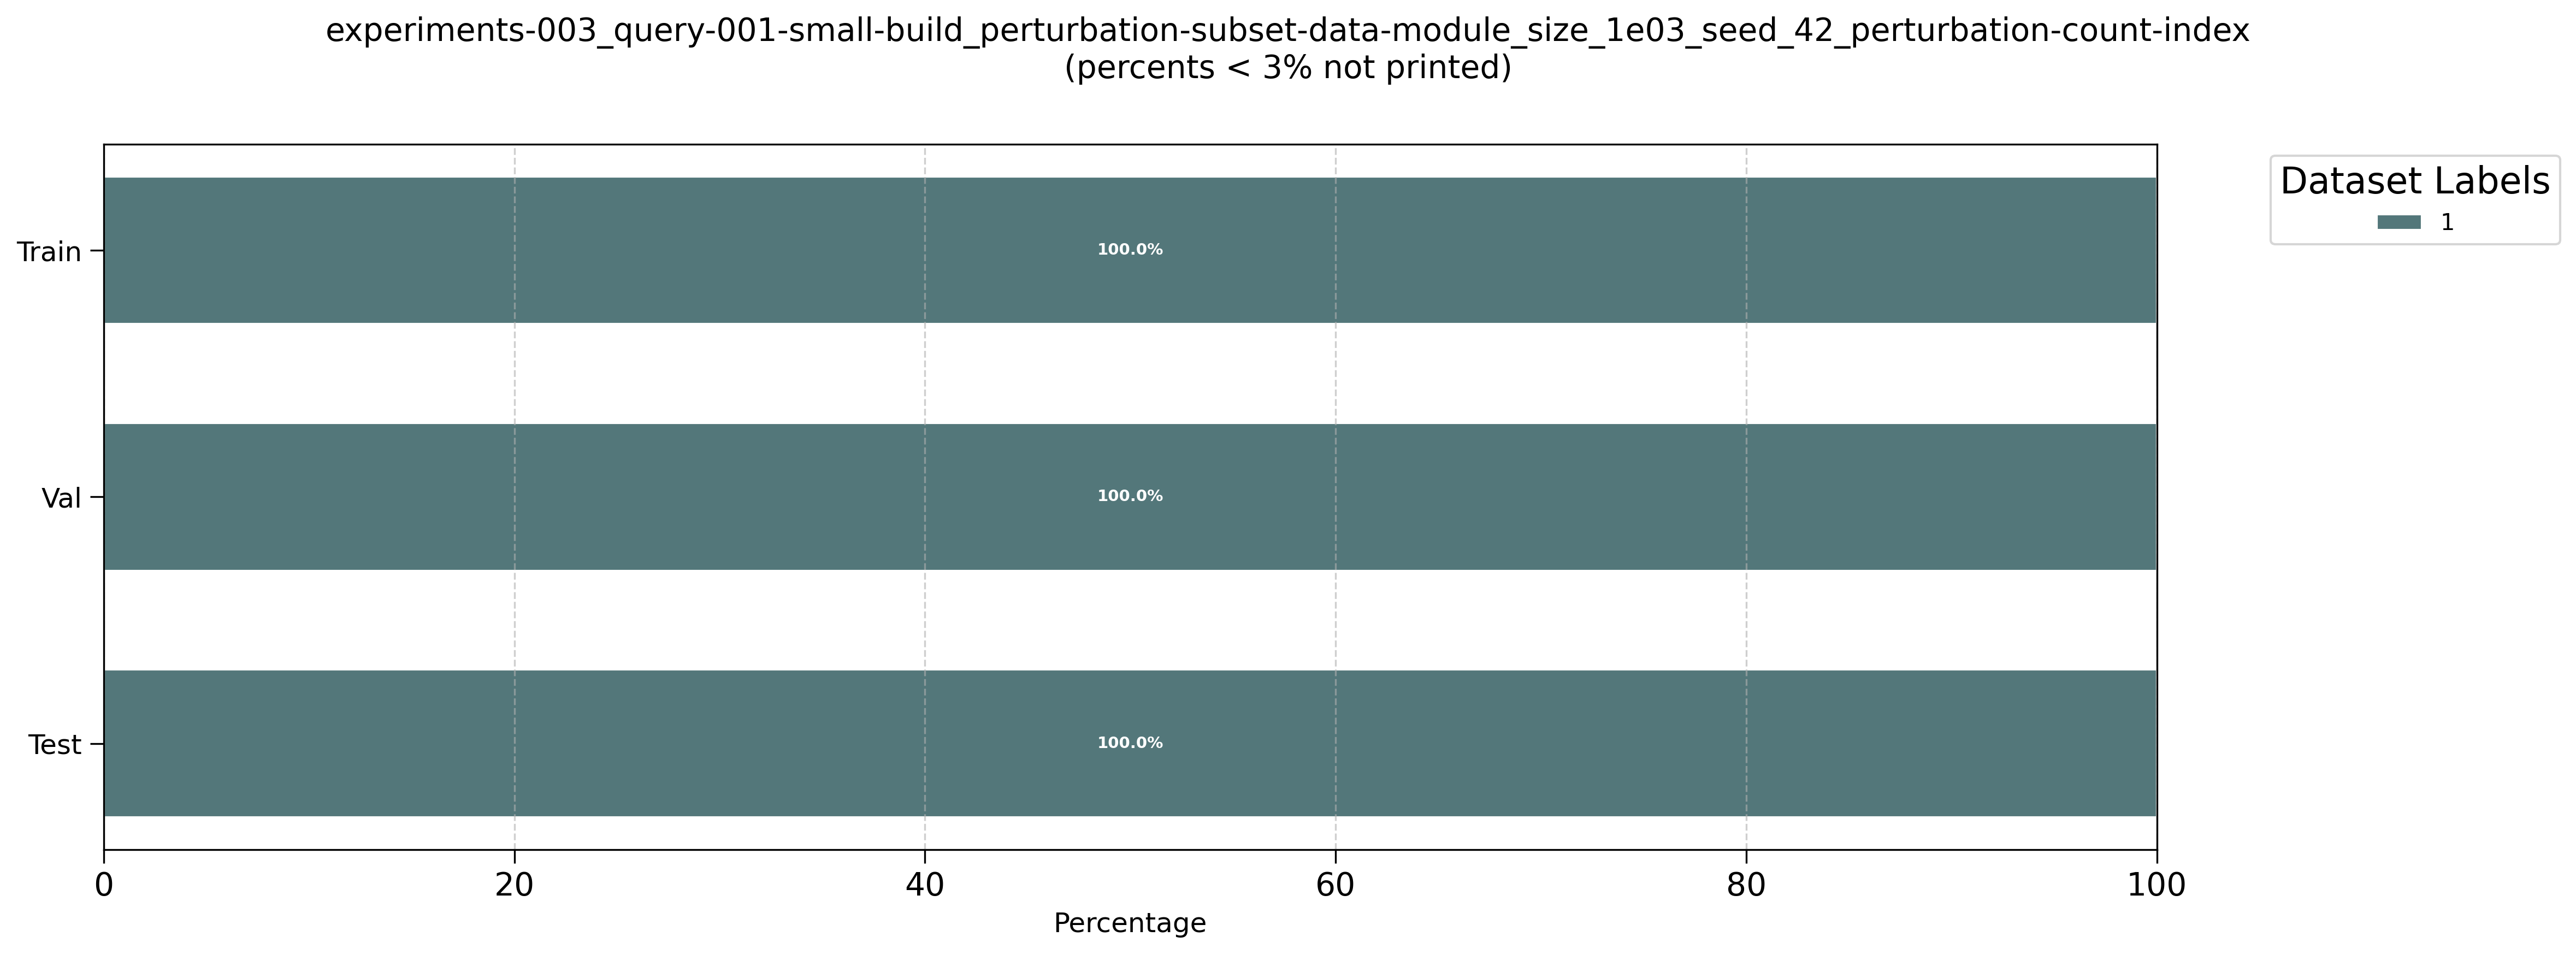 experiments-003_query-001-small-build_perturbation-subset-data-module_size_1e03_seed_42_perturbation-count-index
(percents < 3% not printed)
Dataset Labels
1
Train
100.0%
Val
100.0%
Test
100.0%
0 20 40 60 80 100
Percentage